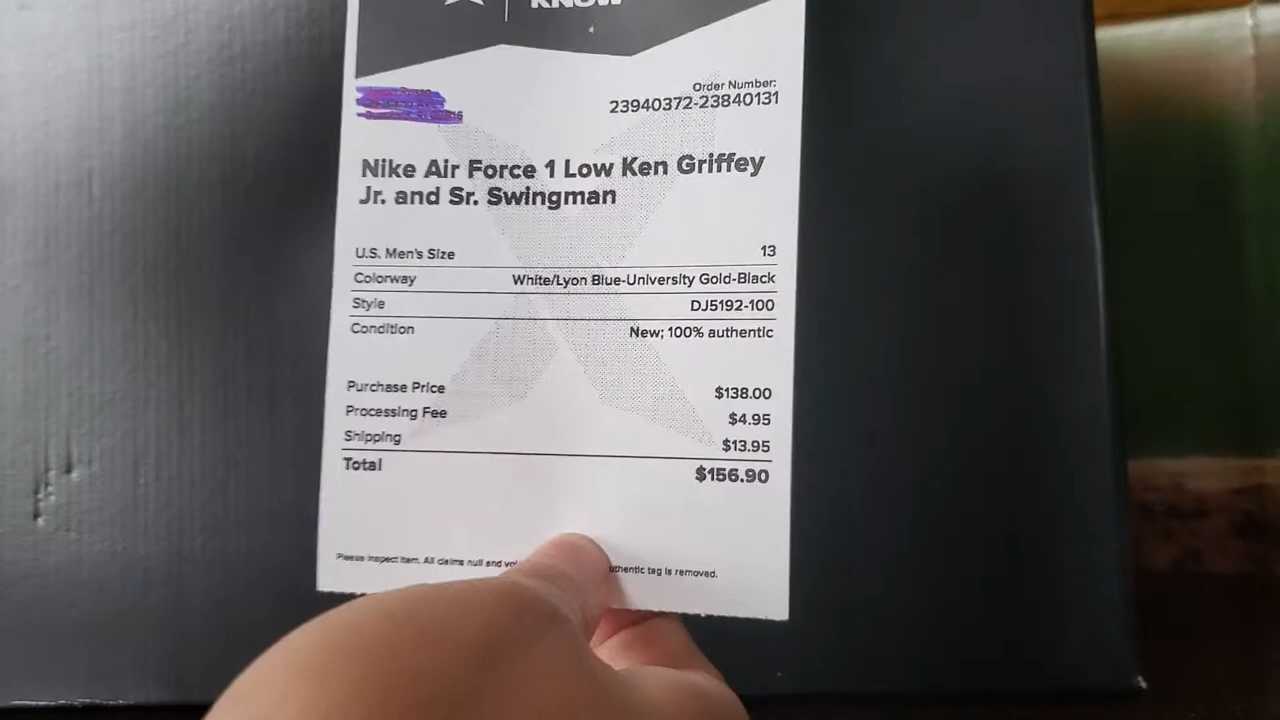 KNOW
Order Number:
23940372-23840131
Nike Air Force 1 Low Ken Griffey
Jr. and Sr. Swingman
U.S. Men's Size 13
Colorway White/Lyon Blue-University Gold-Black
Style DJ5192-100
Condition New; 100% authentic
Purchase Price $138.00
Processing Fee $4.95
Shipping $13.95
Total $156.90
Please inspect item. All claims null and tag is removed.